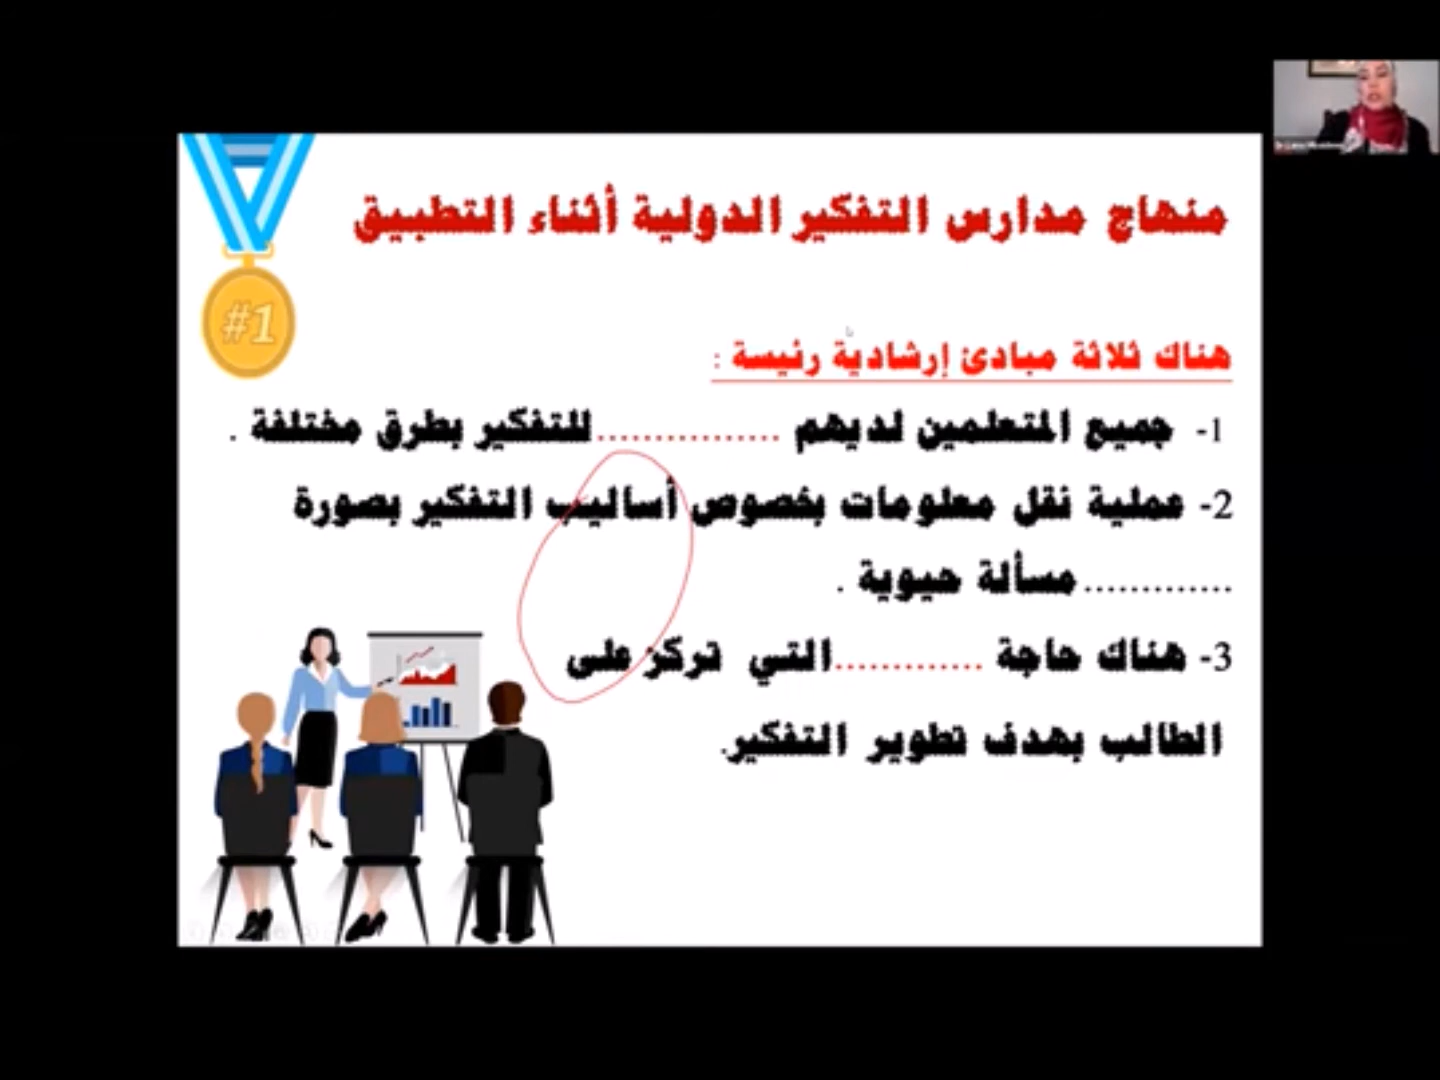 منهاج مدارس التفكير الدولية أثناء التطبيق
#1
هناك ثلاثة مبادئ إرشادية رئيسة :
1- جميع المتعلمين لديهم ...............للتفكير بطرق مختلفة .
2- عملية نقل معلومات بخصوص أساليب التفكير بصورة
.............مسألة حيوية .
3- هناك حاجة .............التي تركز على
الطالب بهدف تطوير التفكير.